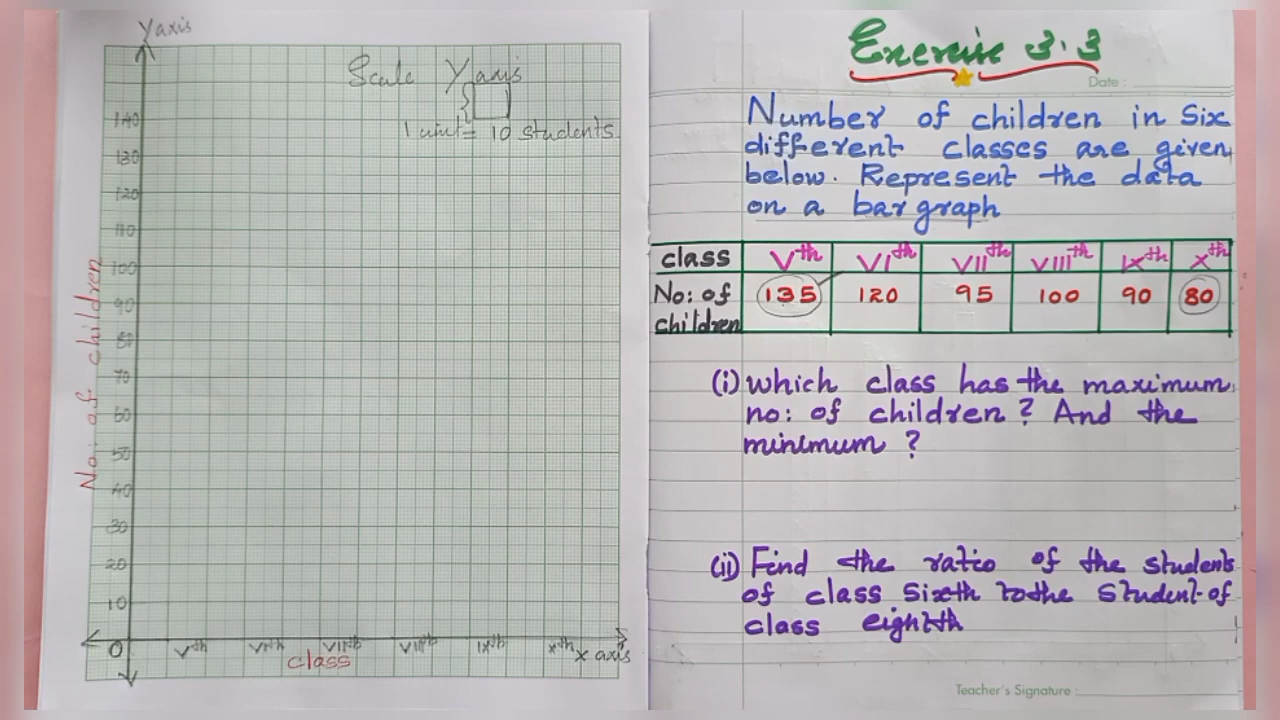 Yaxis
Scale Yaxis
1 unit = 10 students.
140
130
120
110
100
90
80
70
60
50
40
30
20
10
0
No: of children
Vth VIth VIIth VIIIth IXth Xth x axis
class
Exercise 3.3
Date :
Number of children in six
different classes are given
below. Represent the data
on a bar graph
class Vth VIth VIIth VIIIth IXth Xth
No: of 135 120 95 100 90 80
children
(i) which class has the maximum
no: of children ? And the
minimum ?
(ii) Find the ratio of the students
of class sixth to the student of
class eighth
Teacher's Signature :